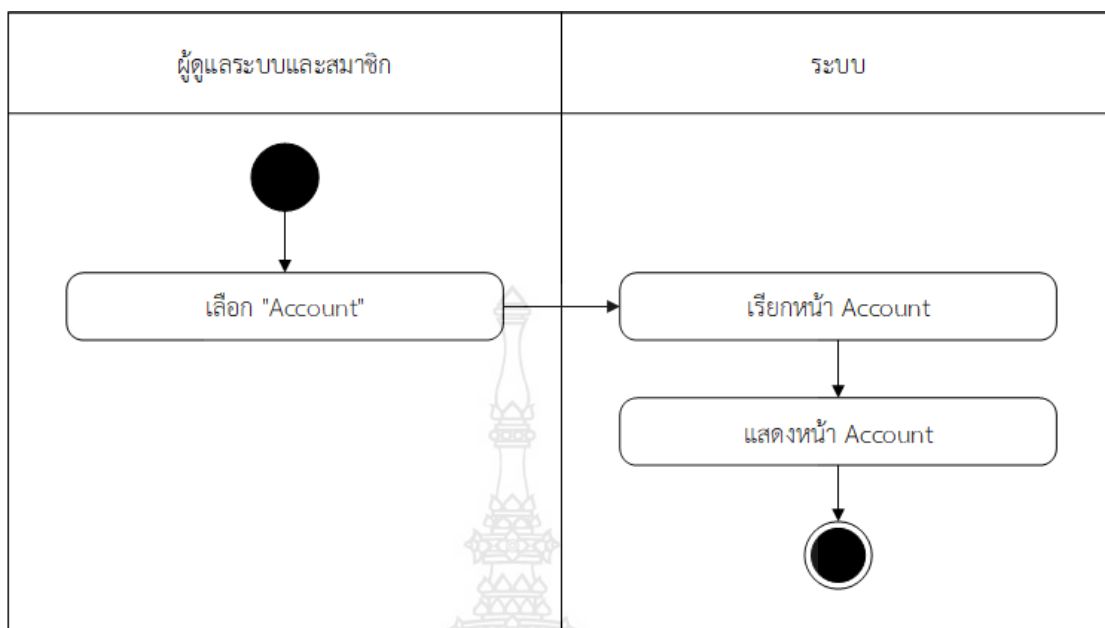 ผู้ดูแลระบบและสมาชิก
ระบบ
เลือก "Account"
เรียกหน้า Account
แสดงหน้า Account